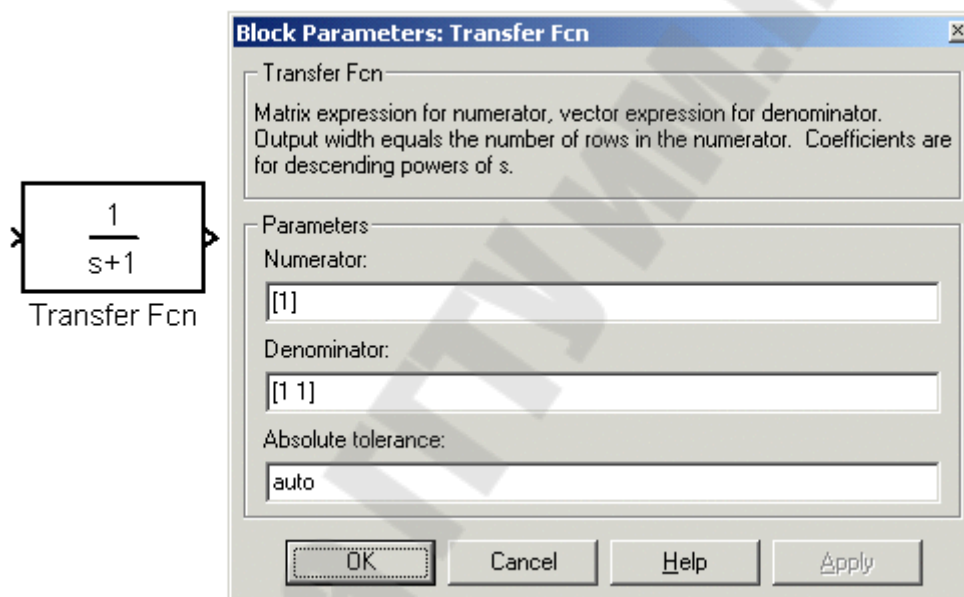 Block Parameters: Transfer Fcn
Transfer Fcn
Matrix expression for numerator, vector expression for denominator.
Output width equals the number of rows in the numerator. Coefficients are
for descending powers of s.
1
s+1
Transfer Fcn
Parameters
Numerator:
[1]
Denominator:
[1 1]
Absolute tolerance:
auto
OK
Cancel
Help
Apply